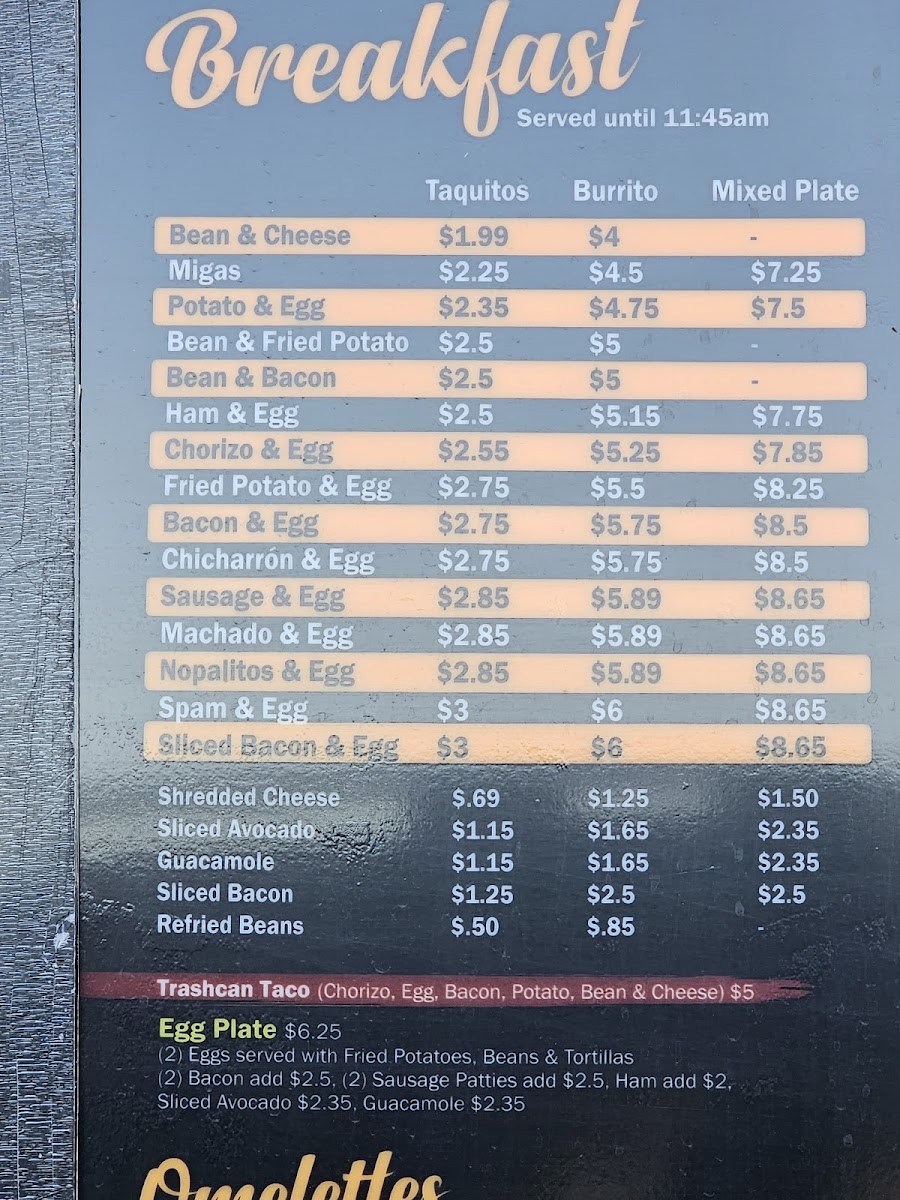 Breakfast
Served until 11:45am
Taquitos Burrito Mixed Plate
Bean & Cheese $1.99 $4 -
Migas $2.25 $4.5 $7.25
Potato & Egg $2.35 $4.75 $7.5
Bean & Fried Potato $2.5 $5 -
Bean & Bacon $2.5 $5 -
Ham & Egg $2.5 $5.15 $7.75
Chorizo & Egg $2.55 $5.25 $7.85
Fried Potato & Egg $2.75 $5.5 $8.25
Bacon & Egg $2.75 $5.75 $8.5
Chicharrón & Egg $2.75 $5.75 $8.5
Sausage & Egg $2.85 $5.89 $8.65
Machado & Egg $2.85 $5.89 $8.65
Nopalitos & Egg $2.85 $5.89 $8.65
Spam & Egg $3 $6 $8.65
Sliced Bacon & Egg $3 $6 $8.65
Shredded Cheese $.69 $1.25 $1.50
Sliced Avocado $1.15 $1.65 $2.35
Guacamole $1.15 $1.65 $2.35
Sliced Bacon $1.25 $2.5 $2.5
Refried Beans $.50 $.85 -
Trashcan Taco (Chorizo, Egg, Bacon, Potato, Bean & Cheese) $5
Egg Plate $6.25
(2) Eggs served with Fried Potatoes, Beans & Tortillas
(2) Bacon add $2.5, (2) Sausage Patties add $2.5, Ham add $2,
Sliced Avocado $2.35, Guacamole $2.35
Omelettes